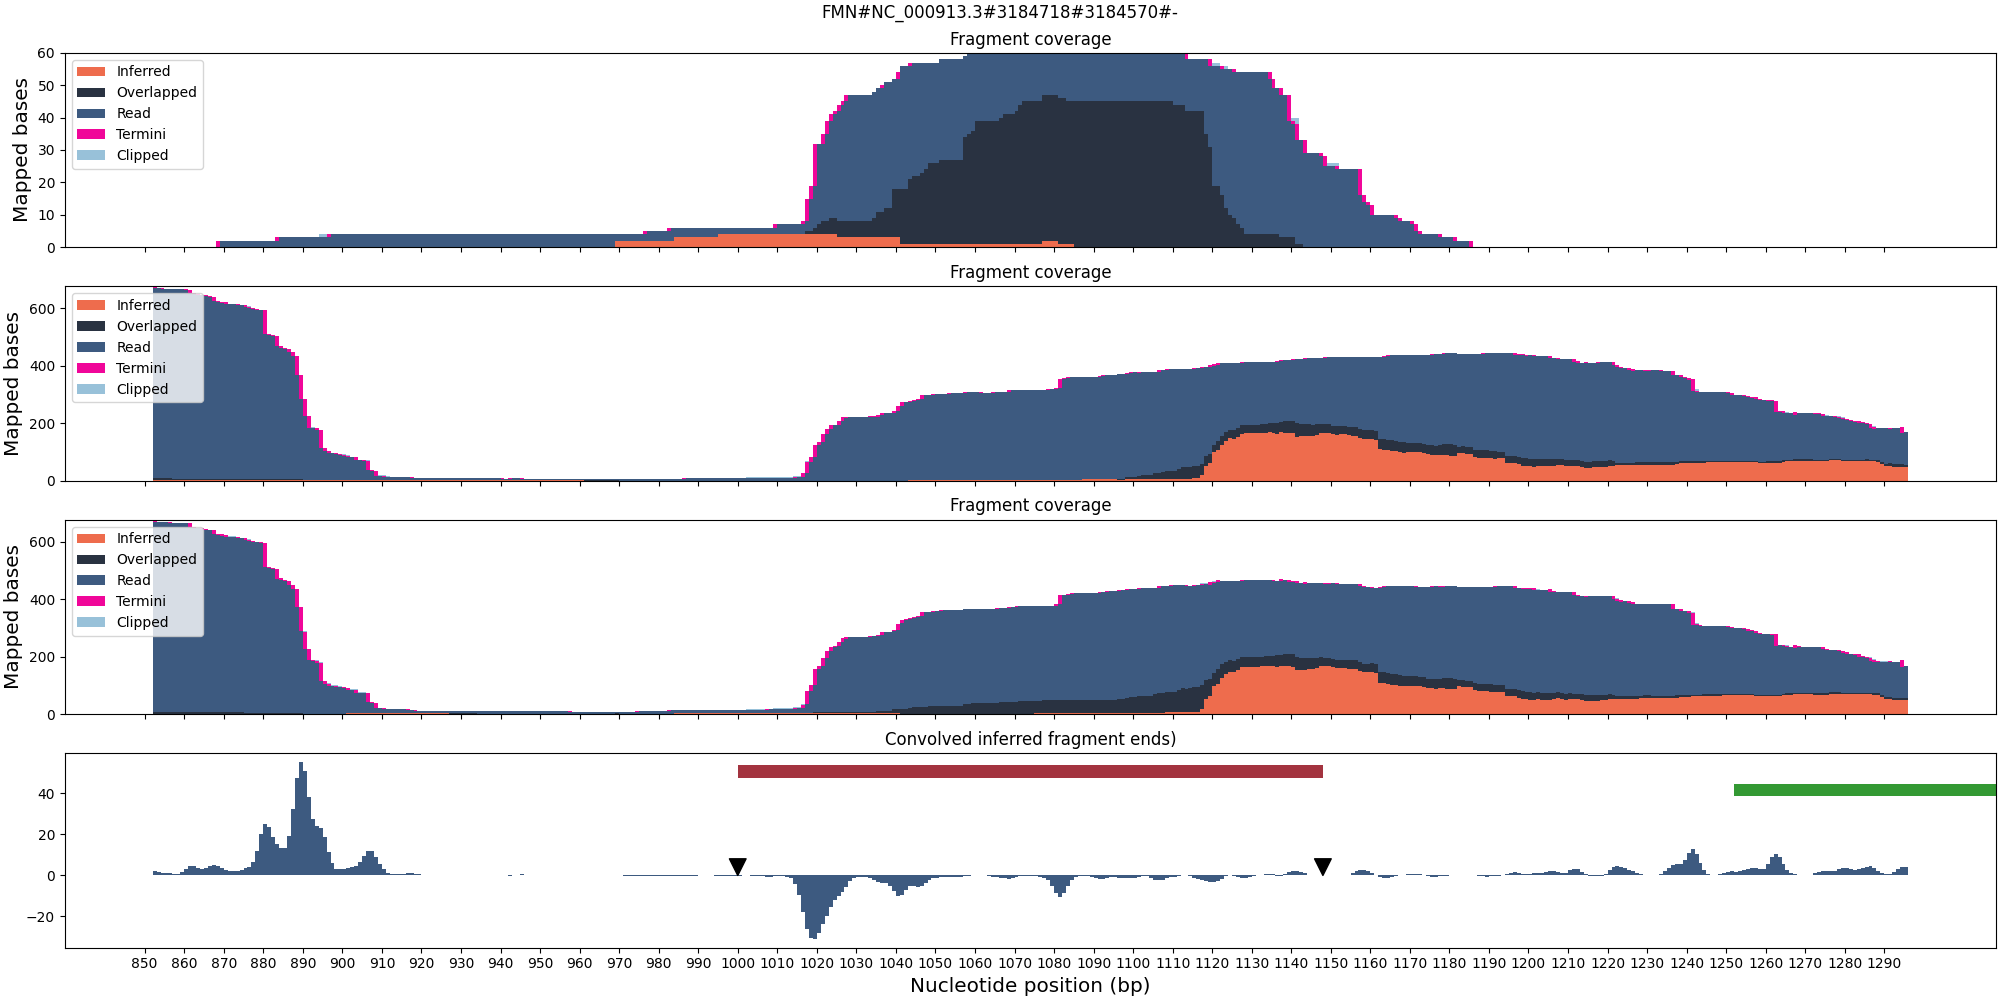 FMN#NC_000913.3#3184718#3184570#-
Fragment coverage
Mapped bases
60
50
40
30
20
10
0
Inferred
Overlapped
Read
Termini
Clipped
Fragment coverage
Mapped bases
600
400
200
0
Inferred
Overlapped
Read
Termini
Clipped
Fragment coverage
Mapped bases
600
400
200
0
Inferred
Overlapped
Read
Termini
Clipped
Convolved inferred fragment ends)
40
20
0
−20
850 860 870 880 890 900 910 920 930 940 950 960 970 980 990 1000 1010 1020 1030 1040 1050 1060 1070 1080 1090 1100 1110 1120 1130 1140 1150 1160 1170 1180 1190 1200 1210 1220 1230 1240 1250 1260 1270 1280 1290
Nucleotide position (bp)